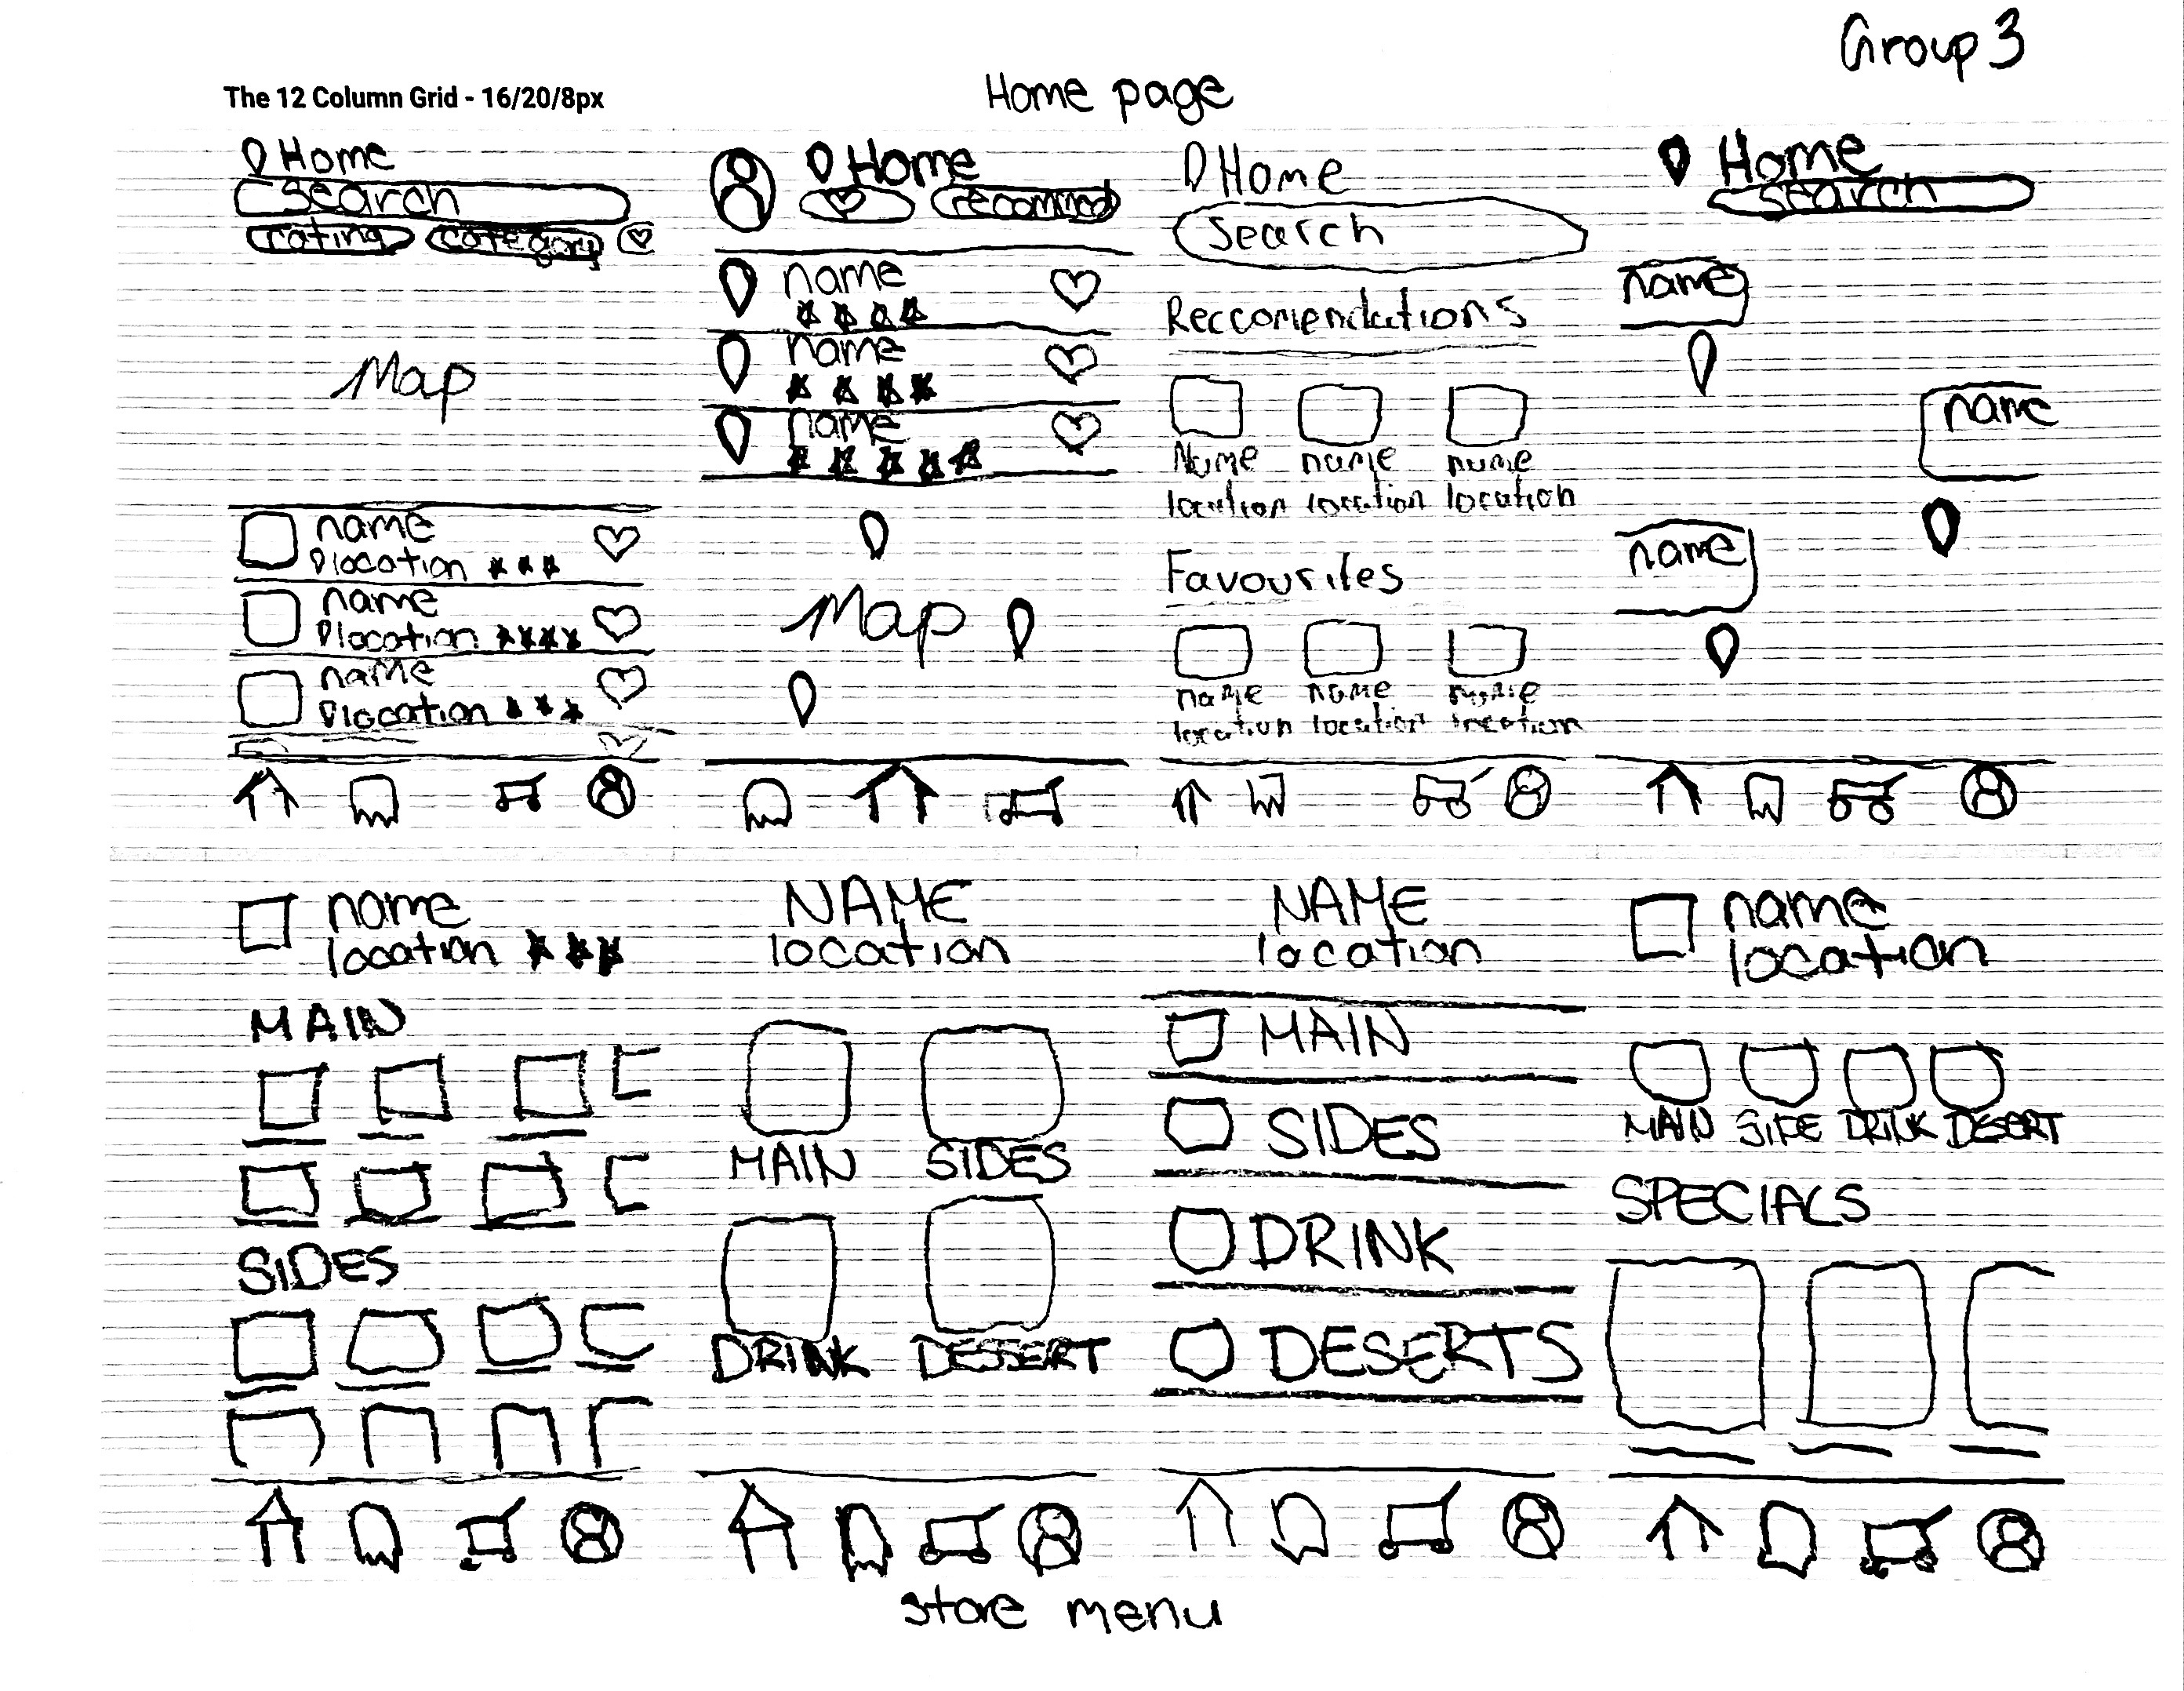 Group 3
The 12 Column Grid - 16/20/8px
Home page
Home
Search
rating category
Map
name
location
name
location
name
location
Home
recommend
name
name
name
Map
Home
Search
Reccomendations
Name name name
location location location
Favourites
name name name
location location location
Home
search
name
name
name
name
location
MAIN
SIDES
NAME
location
MAIN SIDES
DRINK DESSERT
NAME
location
MAIN
SIDES
DRINK
DESERTS
name
location
MAIN SIDE DRINK DESERT
SPECIALS
store menu